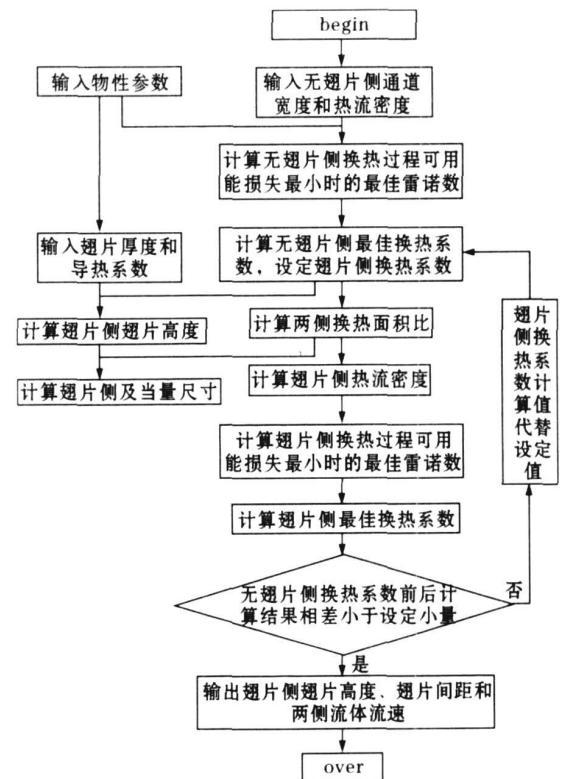 begin
输入物性参数
输入无翅片侧通道
宽度和热流密度
计算无翅片侧换热过程可用
能损失最小时的最佳雷诺数
输入翅片厚度和
导热系数
计算无翅片侧最佳换热系
数，设定翅片侧换热系数
翅片
侧换
热系
数计
算值
代替
设定
值
计算翅片侧翅片高度
计算两侧换热面积比
计算翅片侧及当量尺寸
计算翅片侧热流密度
计算翅片侧换热过程可用
能损失最小时的最佳雷诺数
计算翅片侧最佳换热系数
无翅片侧换热系数前后计
算结果相差小于设定小量
否
是
输出翅片侧翅片高度、翅片间距和
两侧流体流速
over